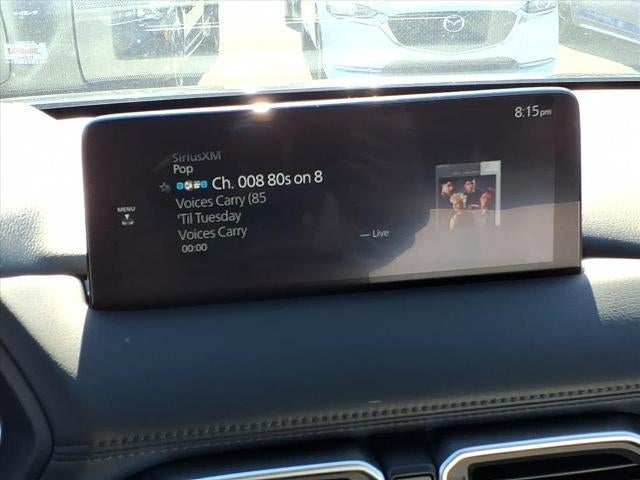 8:15pm
SiriusXM
Pop
Ch. 008 80s on 8
Voices Carry (85
'Til Tuesday
Voices Carry
— Live
00:00
MENU